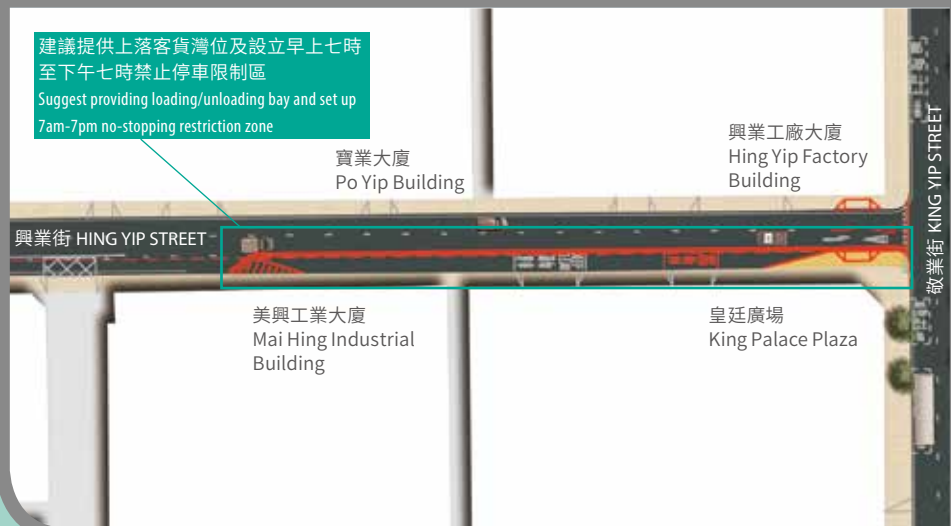 建議提供上落客貨灣位及設立早上七時
至下午七時禁止停車限制區
Suggest providing loading/unloading bay and set up
7am-7pm no-stopping restriction zone
寶業大廈
Po Yip Building
興業工廠大廈
Hing Yip Factory
Building
興業街 HING YIP STREET
敬業街 KING YIP STREET
美興工業大廈
Mai Hing Industrial
Building
皇廷廣場
King Palace Plaza